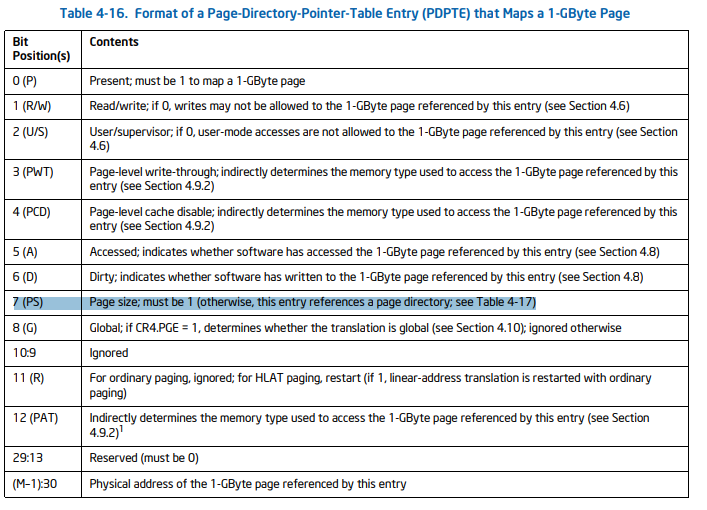 Table 4-16. Format of a Page-Directory-Pointer-Table Entry (PDPTE) that Maps a 1-GByte Page
Bit Position(s) Contents
0 (P) Present; must be 1 to map a 1-GByte page
1 (R/W) Read/write; if 0, writes may not be allowed to the 1-GByte page referenced by this entry (see Section 4.6)
2 (U/S) User/supervisor; if 0, user-mode accesses are not allowed to the 1-GByte page referenced by this entry (see Section
4.6)
3 (PWT) Page-level write-through; indirectly determines the memory type used to access the 1-GByte page referenced by this
entry (see Section 4.9.2)
4 (PCD) Page-level cache disable; indirectly determines the memory type used to access the 1-GByte page referenced by this
entry (see Section 4.9.2)
5 (A) Accessed; indicates whether software has accessed the 1-GByte page referenced by this entry (see Section 4.8)
6 (D) Dirty; indicates whether software has written to the 1-GByte page referenced by this entry (see Section 4.8)
7 (PS) Page size; must be 1 (otherwise, this entry references a page directory; see Table 4-17)
8 (G) Global; if CR4.PGE = 1, determines whether the translation is global (see Section 4.10); ignored otherwise
10:9 Ignored
11 (R) For ordinary paging, ignored; for HLAT paging, restart (if 1, linear-address translation is restarted with ordinary
paging)
12 (PAT) Indirectly determines the memory type used to access the 1-GByte page referenced by this entry (see Section
4.9.2)1
29:13 Reserved (must be 0)
(M–1):30 Physical address of the 1-GByte page referenced by this entry